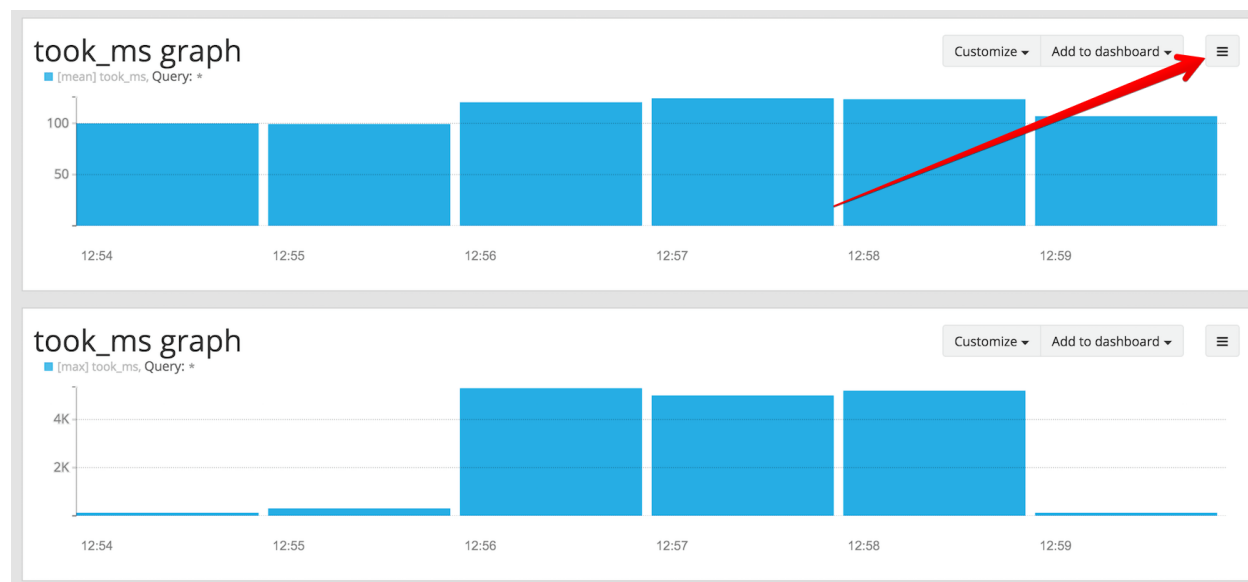 took_ms graph
Customize
Add to dashboard
[mean] took_ms, Query: *
100
50
12:54 12:55 12:56 12:57 12:58 12:59
took_ms graph
Customize
Add to dashboard
[max] took_ms, Query: *
4K
2K
12:54 12:55 12:56 12:57 12:58 12:59